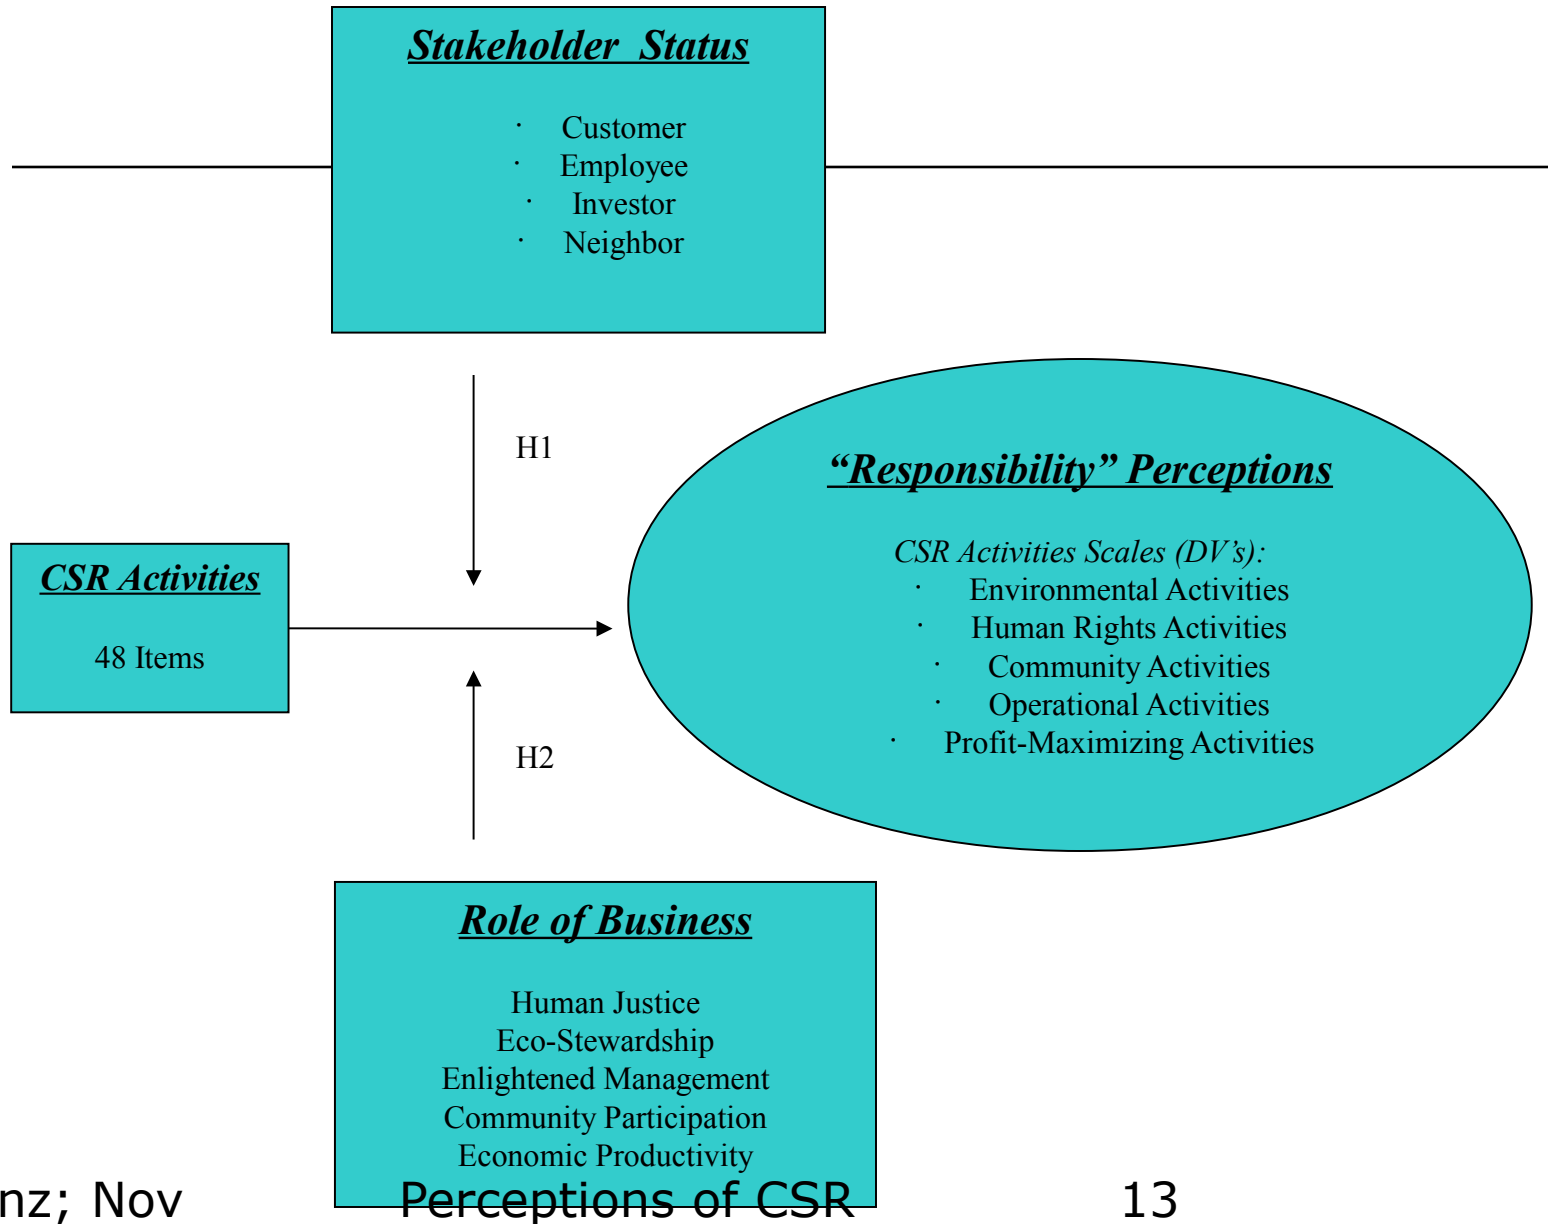 Stakeholder Status
· Customer
· Employee
· Investor
· Neighbor
H1
“Responsibility” Perceptions
CSR Activities Scales (DV’s):
· Environmental Activities
· Human Rights Activities
· Community Activities
· Operational Activities
· Profit-Maximizing Activities
CSR Activities
48 Items
H2
Role of Business
Human Justice
Eco-Stewardship
Enlightened Management
Community Participation
Economic Productivity
nz; Nov Perceptions of CSR 13